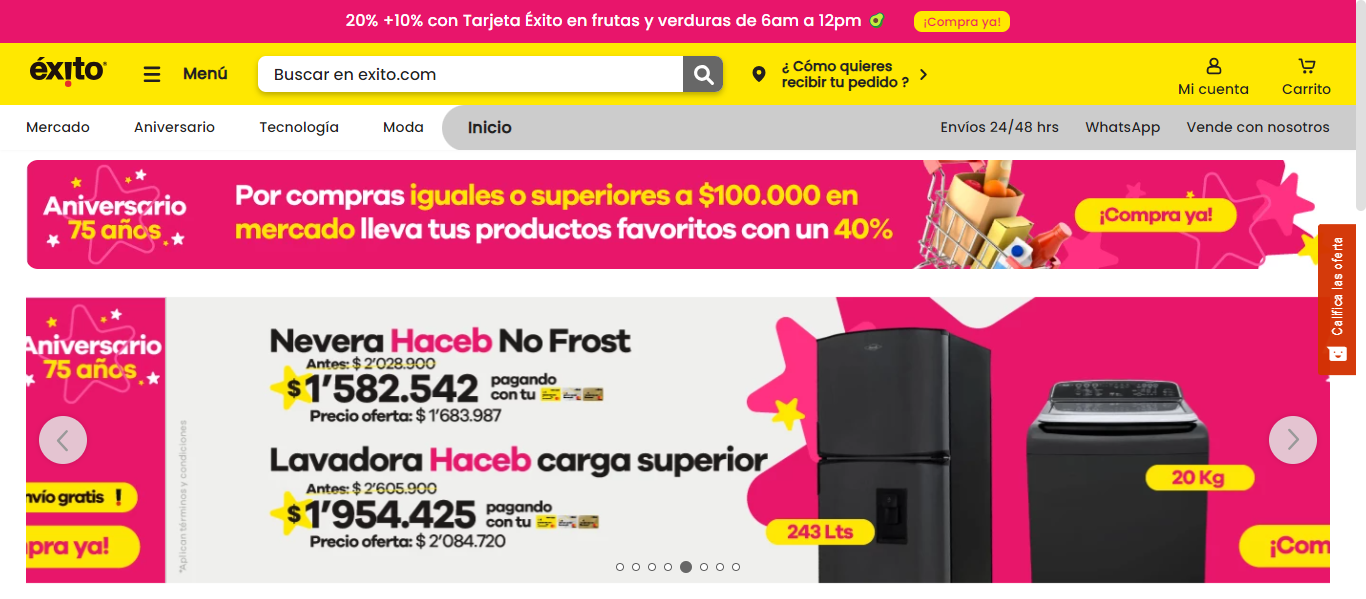 20% +10% con Tarjeta Éxito en frutas y verduras de 6am a 12pm
¡Compra ya!
éxito
Menú
Buscar en exito.com
¿ Cómo quieres
recibir tu pedido ?
Mi cuenta
Carrito
Mercado
Aniversario
Tecnología
Moda
Inicio
Envíos 24/48 hrs
WhatsApp
Vende con nosotros
Aniversario
75 años
Por compras iguales o superiores a $100.000 en
mercado lleva tus productos favoritos con un 40%
¡Compra ya!
Califica las oferta
Aniversario
75 años
nvío gratis !
pra ya!
*Aplican términos y condiciones
Nevera Haceb No Frost
Antes: $ 2'028.900
$ 1'582.542
pagando
con tu
Precio oferta: $ 1'683.987
Lavadora Haceb carga superior
Antes: $ 2'605.900
$ 1'954.425
pagando
con tu
Precio oferta: $ 2'084.720
243 Lts
20 Kg
¡Com